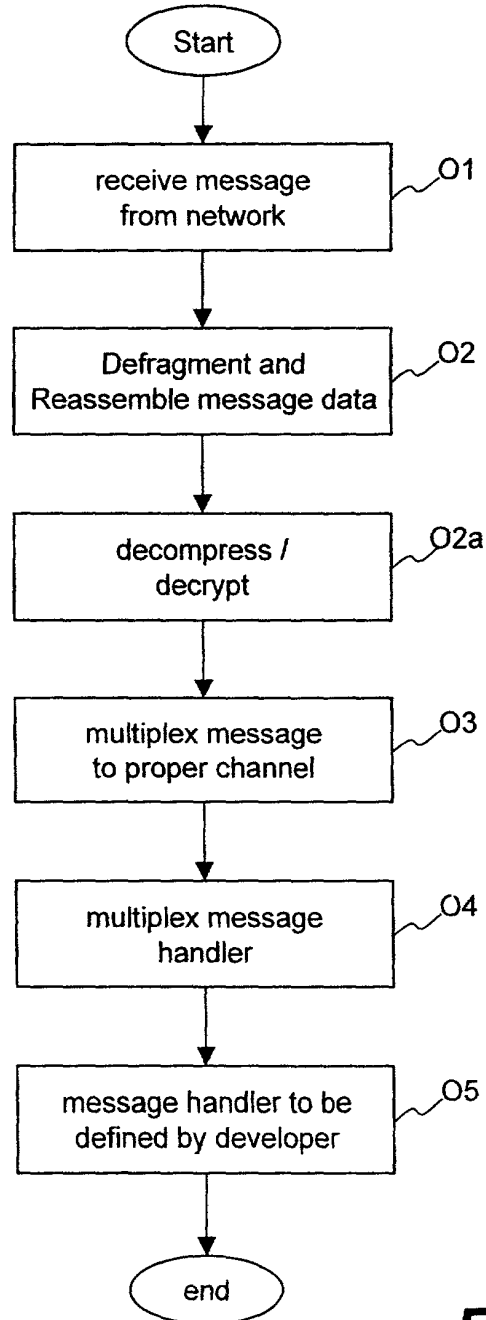 Start
receive message
from network
O1
Defragment and
Reassemble message data
O2
decompress /
decrypt
O2a
multiplex message
to proper channel
O3
multiplex message
handler
O4
message handler to be
defined by developer
O5
end